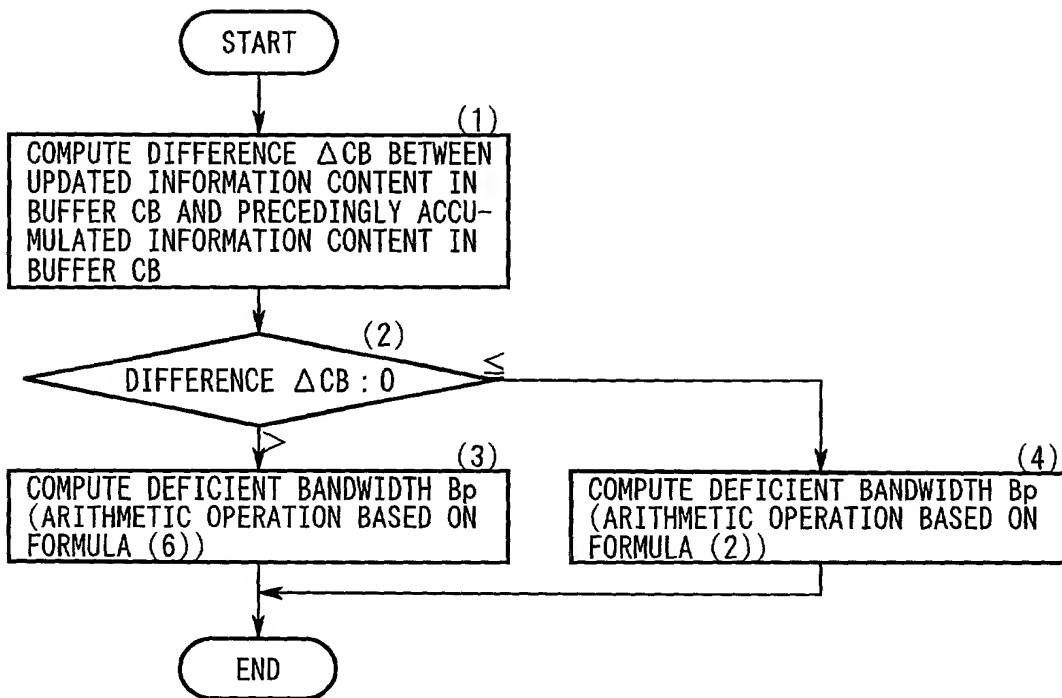 START
(1)
COMPUTE DIFFERENCE △CB BETWEEN
UPDATED INFORMATION CONTENT IN
BUFFER CB AND PRECEDINGLY ACCU-
MULATED INFORMATION CONTENT IN
BUFFER CB
(2)
DIFFERENCE △CB : 0
≤
>
(3)
COMPUTE DEFICIENT BANDWIDTH Bp
(ARITHMETIC OPERATION BASED ON
FORMULA (6))
(4)
COMPUTE DEFICIENT BANDWIDTH Bp
(ARITHMETIC OPERATION BASED ON
FORMULA (2))
END